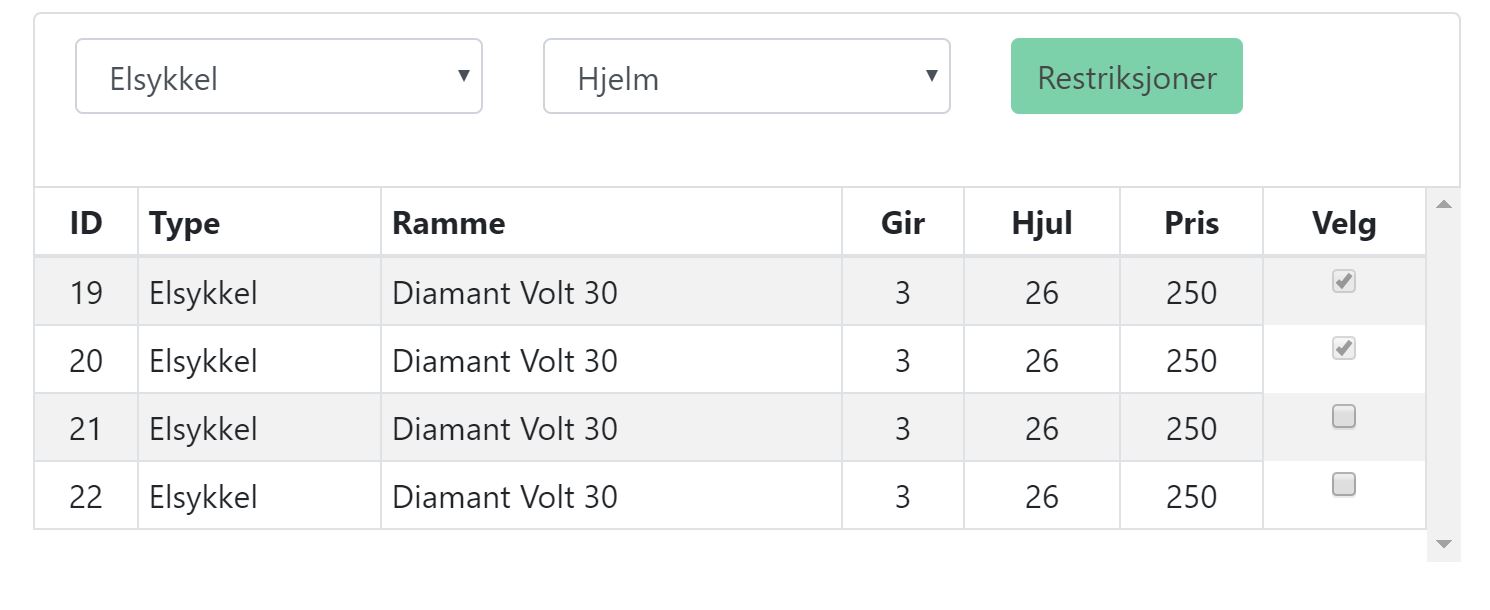 Elsykkel Hjelm Restriksjoner
ID Type Ramme Gir Hjul Pris Velg
19 Elsykkel Diamant Volt 30 3 26 250
20 Elsykkel Diamant Volt 30 3 26 250
21 Elsykkel Diamant Volt 30 3 26 250
22 Elsykkel Diamant Volt 30 3 26 250